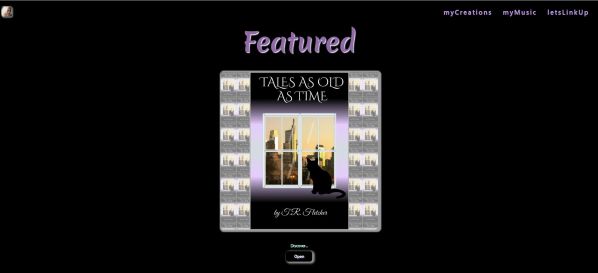 myCreations myMusic letsLinkUp
Featured
TALES AS OLD
AS TIME
by T.R. Fletcher
Discover...
Open